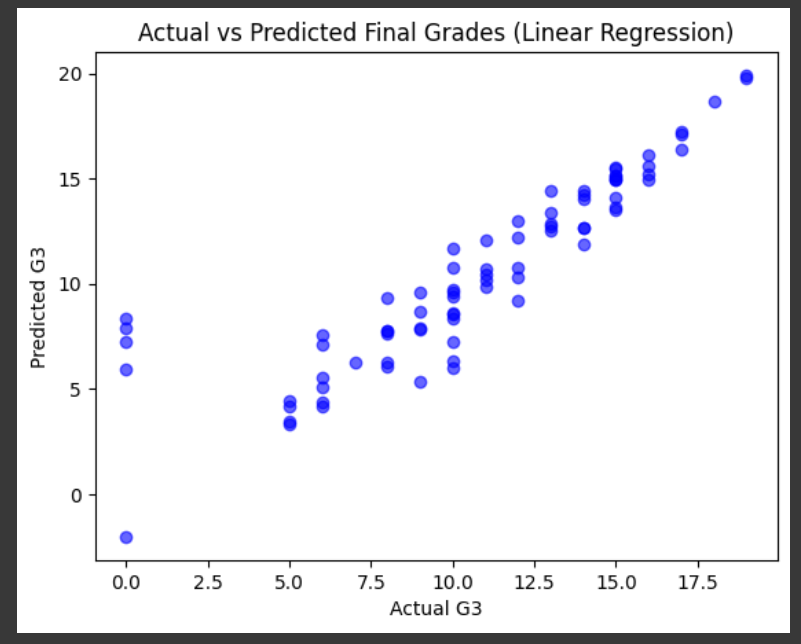 Actual vs Predicted Final Grades (Linear Regression)
20
15
10
5
0
Predicted G3
0.0 2.5 5.0 7.5 10.0 12.5 15.0 17.5
Actual G3